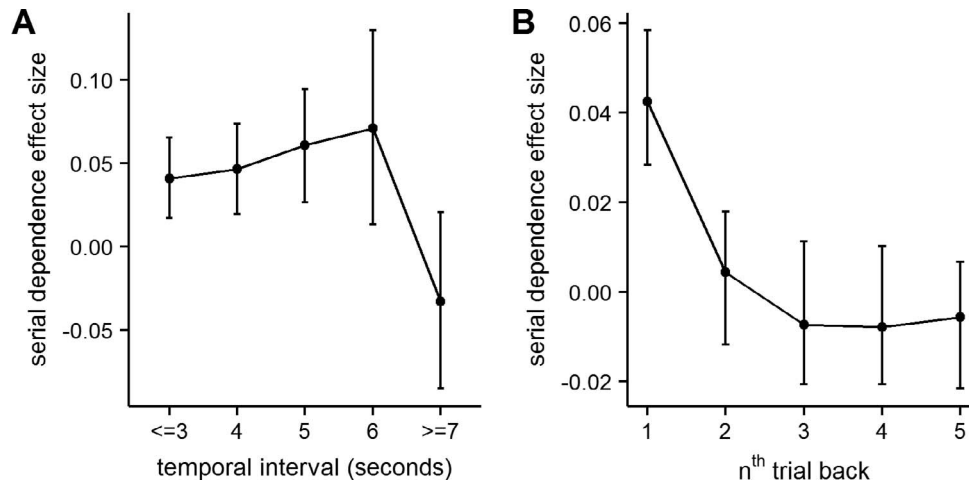 A
serial dependence effect size
0.10
0.05
0.00
-0.05
<=3 4 5 6 >=7
temporal interval (seconds)
B
serial dependence effect size
0.06
0.04
0.02
0.00
-0.02
1 2 3 4 5
nth trial back